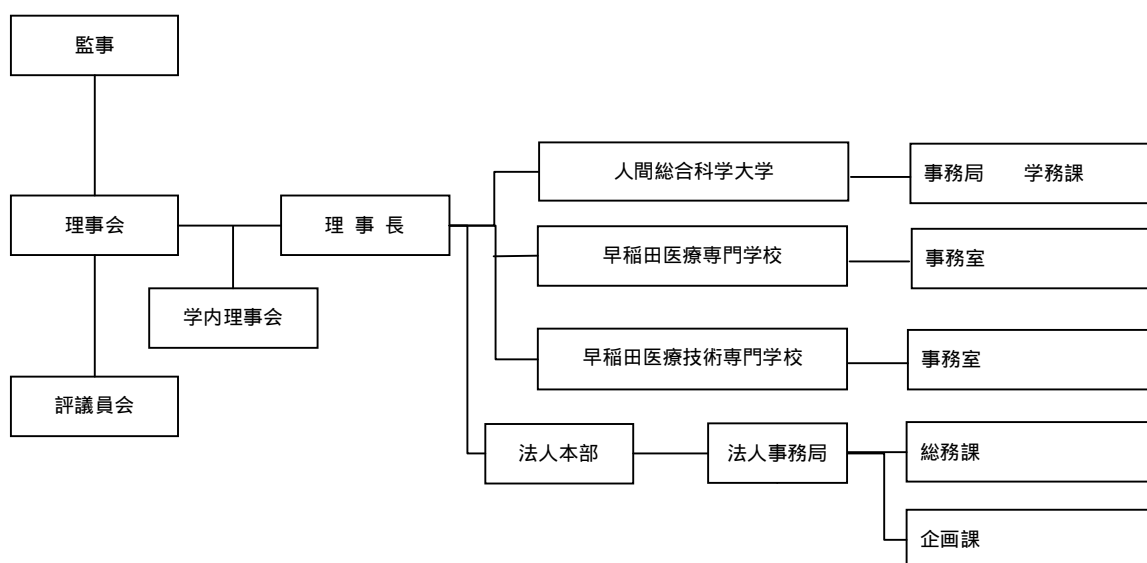 監事
人間総合科学大学
事務局　学務課
理事会
理 事 長
早稲田医療専門学校
事務室
学内理事会
早稲田医療技術専門学校
事務室
評議員会
法人本部
法人事務局
総務課
企画課